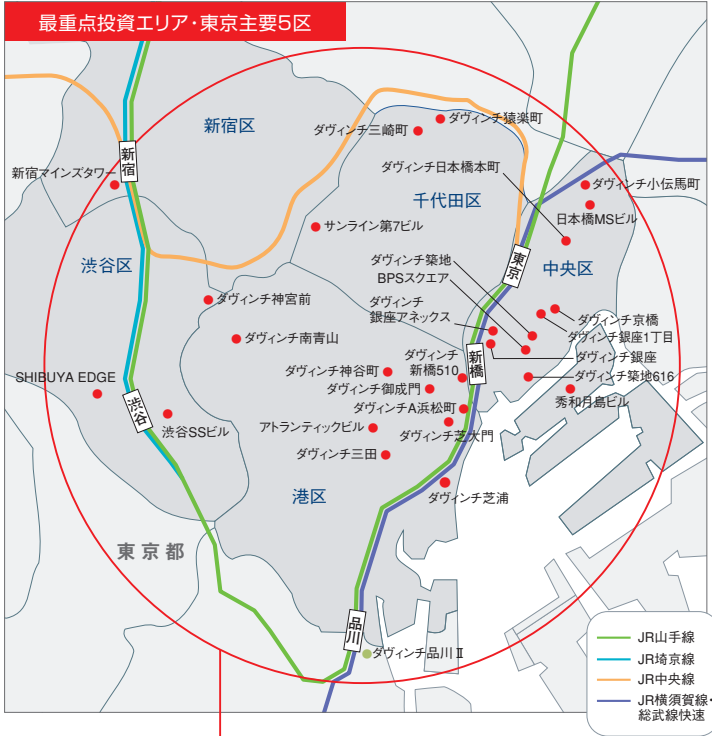 最重点投資エリア・東京主要5区
新宿区
ダヴィンチ三崎町
ダヴィンチ猿楽町
新宿
新宿マインズタワー
ダヴィンチ日本橋本町
千代田区
ダヴィンチ小伝馬町
日本橋MSビル
サンライン第7ビル
渋谷区
東京
中央区
ダヴィンチ築地
BPSスクエア
ダヴィンチ神宮前
ダヴィンチ
銀座アネックス
ダヴィンチ京橋
ダヴィンチ銀座1丁目
ダヴィンチ南青山
新橋
ダヴィンチ銀座
ダヴィンチ
新橋510
ダヴィンチ神谷町
ダヴィンチ築地616
SHIBUYA EDGE
ダヴィンチ御成門
秀和月島ビル
渋谷
ダヴィンチA浜松町
渋谷SSビル
アトランティックビル
ダヴィンチ芝大門
ダヴィンチ三田
港区
ダヴィンチ芝浦
東京都
品川
ダヴィンチ品川Ⅱ
JR山手線
JR埼京線
JR中央線
JR横須賀線・
総武線快速